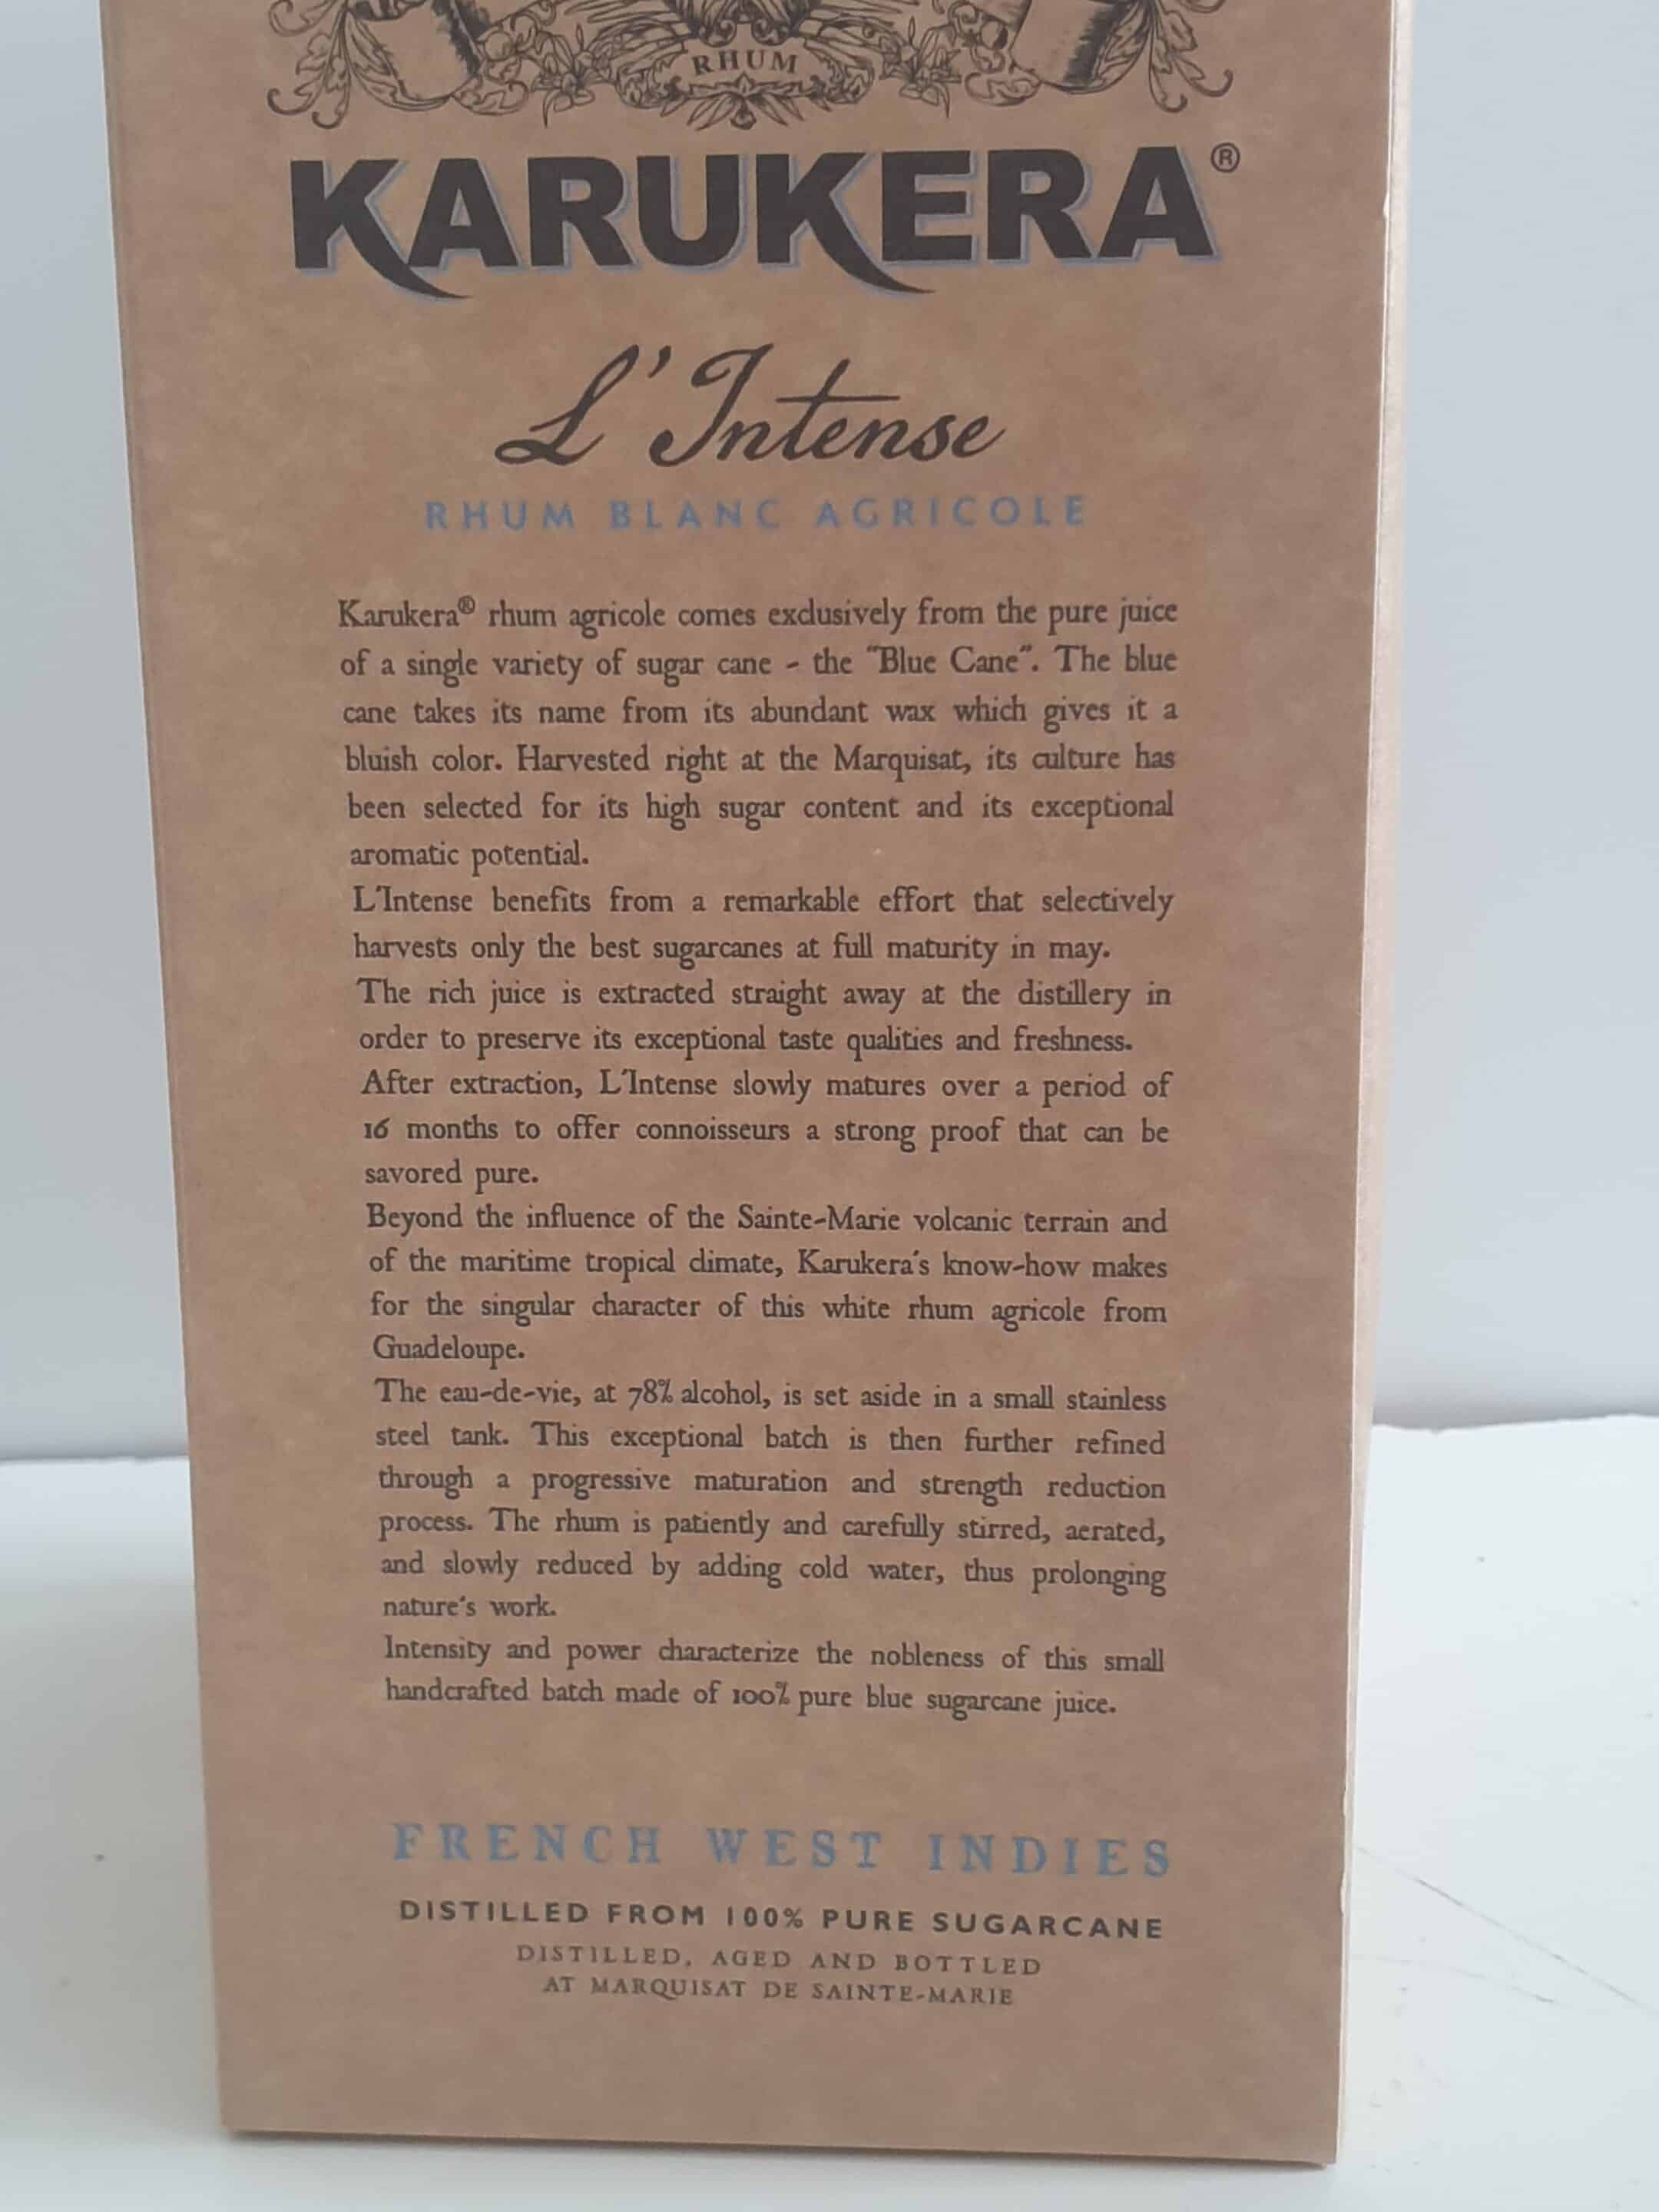 RHUM
KARUKERA®
L'Intense
RHUM BLANC AGRICOLE
Karukera® rhum agricole comes exclusively from the pure juice
of a single variety of sugar cane - the "Blue Cane". The blue
cane takes its name from its abundant wax which gives it a
bluish color. Harvested right at the Marquisat, its culture has
been selected for its high sugar content and its exceptional
aromatic potential.
L'Intense benefits from a remarkable effort that selectively
harvests only the best sugarcanes at full maturity in may.
The rich juice is extracted straight away at the distillery in
order to preserve its exceptional taste qualities and freshness.
After extraction, L'Intense slowly matures over a period of
16 months to offer connoisseurs a strong proof that can be
savored pure.
Beyond the influence of the Sainte-Marie volcanic terrain and
of the maritime tropical climate, Karukera's know-how makes
for the singular character of this white rhum agricole from
Guadeloupe.
The eau-de-vie, at 78% alcohol, is set aside in a small stainless
steel tank. This exceptional batch is then further refined
through a progressive maturation and strength reduction
process. The rhum is patiently and carefully stirred, aerated,
and slowly reduced by adding cold water, thus prolonging
nature's work.
Intensity and power characterize the nobleness of this small
handcrafted batch made of 100% pure blue sugarcane juice.
FRENCH WEST INDIES
DISTILLED FROM 100% PURE SUGARCANE
DISTILLED, AGED AND BOTTLED
AT MARQUISAT DE SAINTE-MARIE